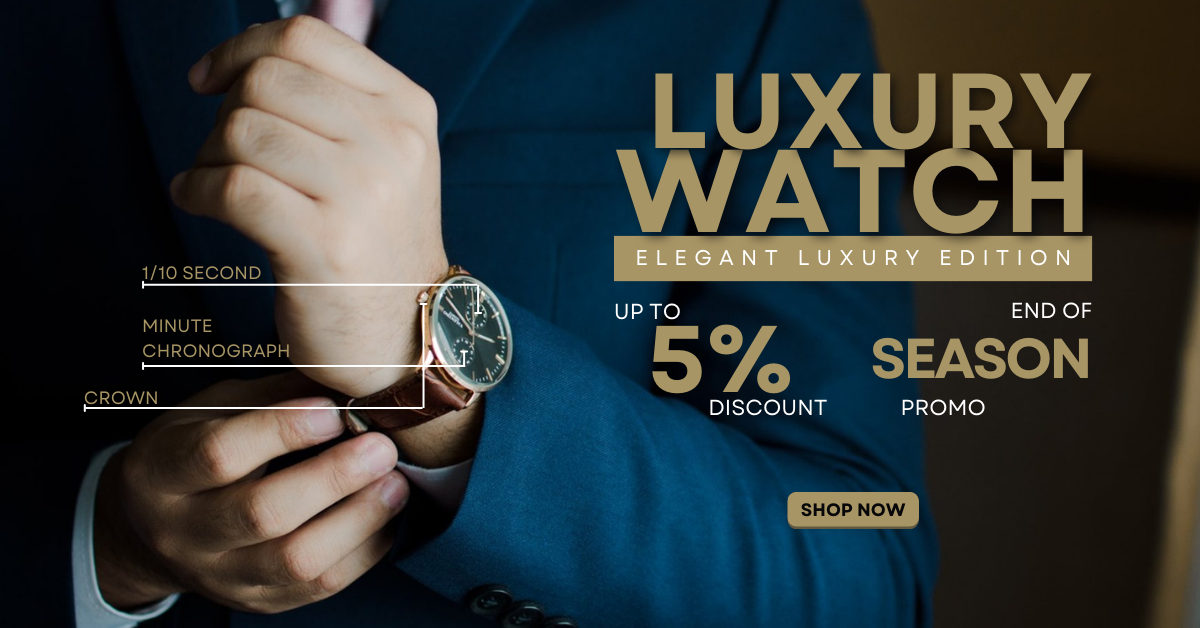 LUXURY
WATCH
ELEGANT LUXURY EDITION
1/10 SECOND
MINUTE
CHRONOGRAPH
CROWN
UP TO
5%
DISCOUNT
END OF
SEASON
PROMO
SHOP NOW